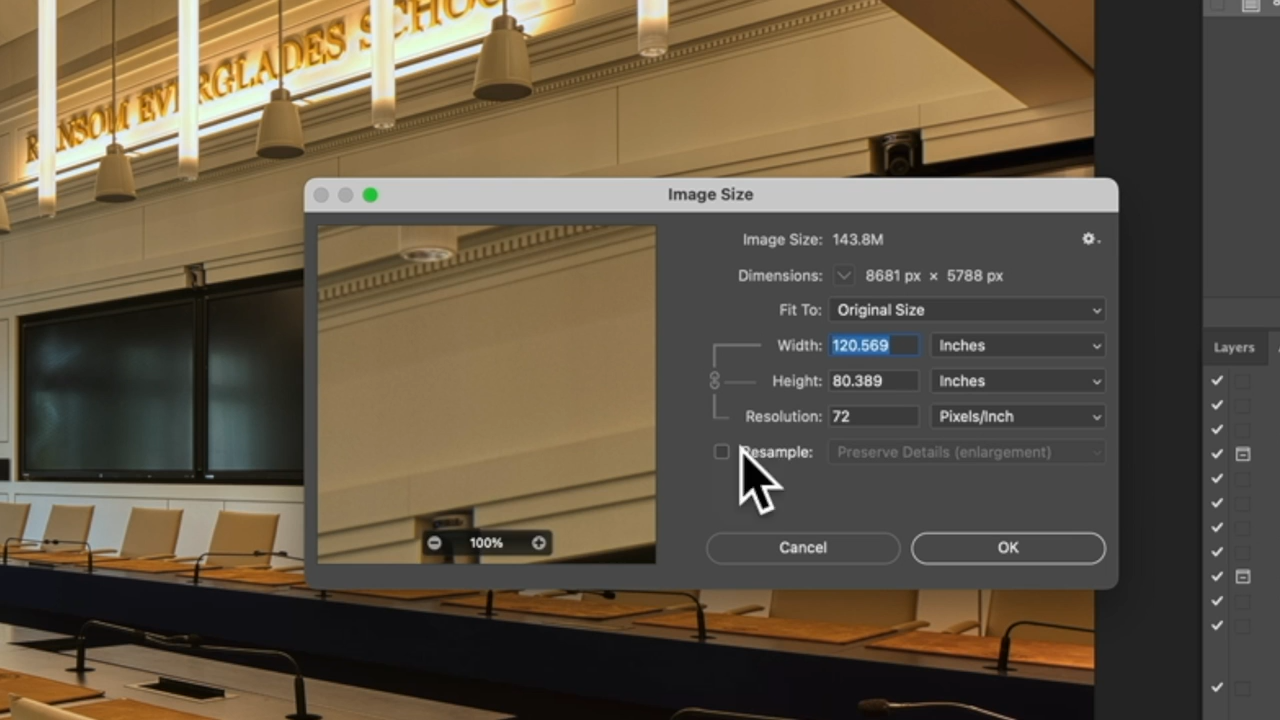 RANSOM EVERGLADES SCHOO
Image Size
Image Size: 143.8M
Dimensions: 8681 px × 5788 px
Fit To: Original Size
Width: 120.569 Inches
Height: 80.389 Inches
Resolution: 72 Pixels/Inch
Resample: Preserve Details (enlargement)
100%
Cancel OK
Layers